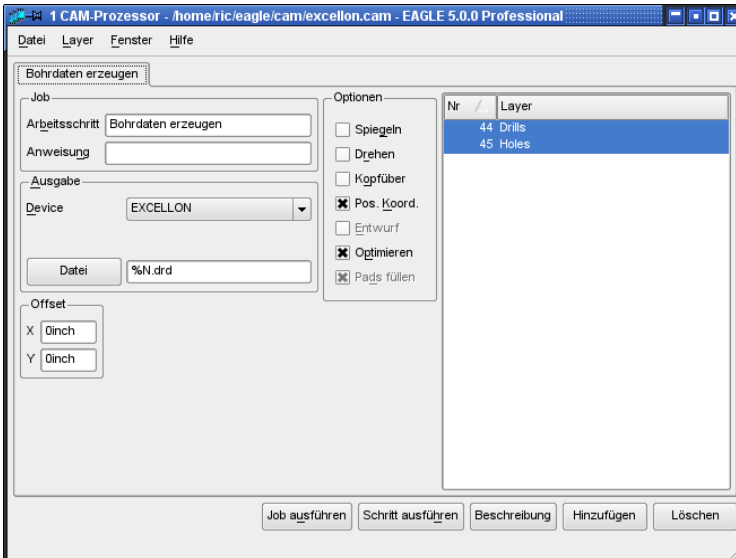 1 CAM-Prozessor - /home/ric/eagle/cam/excellon.cam - EAGLE 5.0.0 Professional
Datei Layer Fenster Hilfe
Bohrdaten erzeugen
Job
Arbeitsschritt Bohrdaten erzeugen
Anweisung
Ausgabe
Device EXCELLON
Datei %N.drd
Offset
X 0inch
Y 0inch
Optionen
Spiegeln
Drehen
Kopfüber
Pos. Koord.
Entwurf
Optimieren
Pads füllen
Nr Layer
44 Drills
45 Holes
Job ausführen Schritt ausführen Beschreibung Hinzufügen Löschen